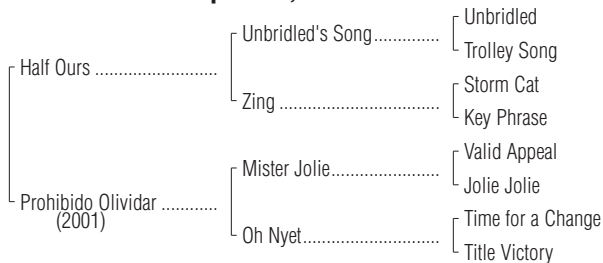 Unbridled
Unbridled's Song..............
Trolley Song
Half Ours ..........................
Storm Cat
Zing ..................................
Key Phrase
Valid Appeal
Mister Jolie.......................
Jolie Jolie
Prohibido Olividar ............
(2001)
Time for a Change
Oh Nyet.............................
Title Victory